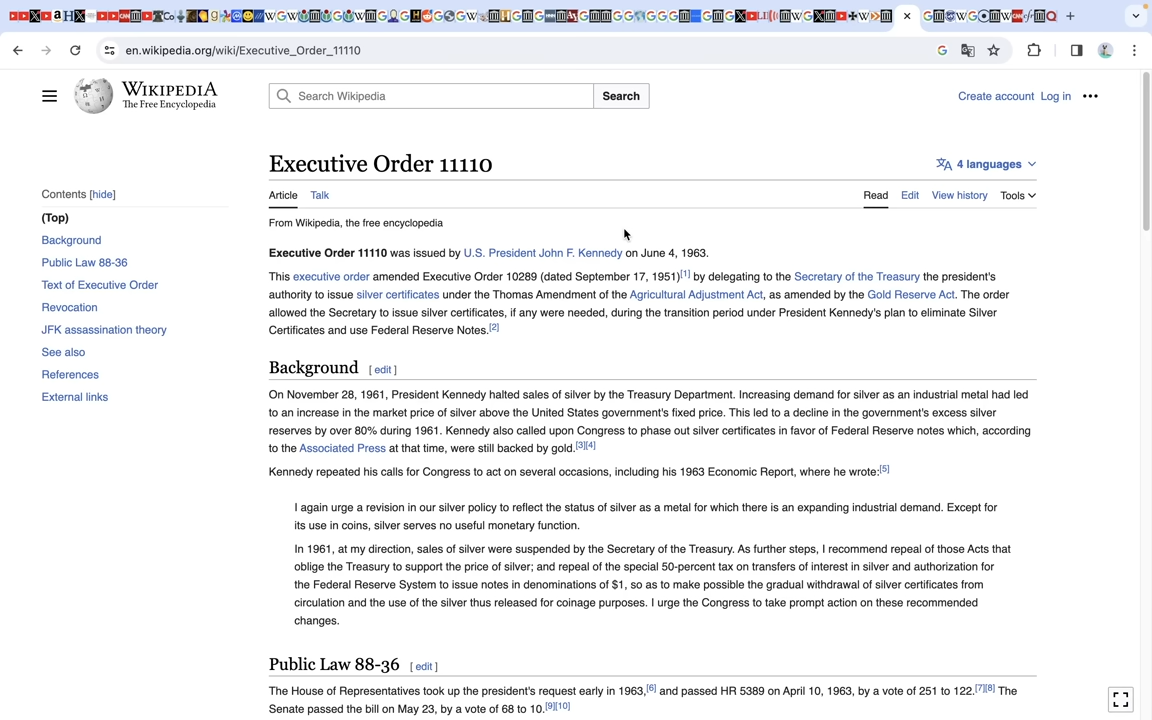 en.wikipedia.org/wiki/Executive_Order_11110
WIKIPEDIA
The Free Encyclopedia
Search Wikipedia
Search
Create account Log in
Executive Order 11110
4 languages
Contents [hide]
Article Talk
Read Edit View history Tools
(Top)
From Wikipedia, the free encyclopedia
Background
Public Law 88-36
Text of Executive Order
Revocation
JFK assassination theory
See also
References
External links
Executive Order 11110 was issued by U.S. President John F. Kennedy on June 4, 1963.
This executive order amended Executive Order 10289 (dated September 17, 1951)[1] by delegating to the Secretary of the Treasury the president's
authority to issue silver certificates under the Thomas Amendment of the Agricultural Adjustment Act, as amended by the Gold Reserve Act. The order
allowed the Secretary to issue silver certificates, if any were needed, during the transition period under President Kennedy's plan to eliminate Silver
Certificates and use Federal Reserve Notes.[2]
Background [ edit ]
On November 28, 1961, President Kennedy halted sales of silver by the Treasury Department. Increasing demand for silver as an industrial metal had led
to an increase in the market price of silver above the United States government's fixed price. This led to a decline in the government's excess silver
reserves by over 80% during 1961. Kennedy also called upon Congress to phase out silver certificates in favor of Federal Reserve notes which, according
to the Associated Press at that time, were still backed by gold.[3][4]
Kennedy repeated his calls for Congress to act on several occasions, including his 1963 Economic Report, where he wrote:[5]
I again urge a revision in our silver policy to reflect the status of silver as a metal for which there is an expanding industrial demand. Except for
its use in coins, silver serves no useful monetary function.
In 1961, at my direction, sales of silver were suspended by the Secretary of the Treasury. As further steps, I recommend repeal of those Acts that
oblige the Treasury to support the price of silver; and repeal of the special 50-percent tax on transfers of interest in silver and authorization for
the Federal Reserve System to issue notes in denominations of $1, so as to make possible the gradual withdrawal of silver certificates from
circulation and the use of the silver thus released for coinage purposes. I urge the Congress to take prompt action on these recommended
changes.
Public Law 88-36 [ edit ]
The House of Representatives took up the president's request early in 1963,[6] and passed HR 5389 on April 10, 1963, by a vote of 251 to 122.[7][8] The
Senate passed the bill on May 23, by a vote of 68 to 10.[9][10]